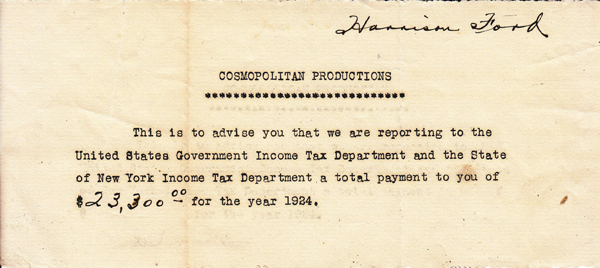 Harrison Ford
COSMOPOLITAN PRODUCTIONS
****************************
This is to advise you that we are reporting to the
United States Government Income Tax Department and the State
of New York Income Tax Department a total payment to you of
$23,300.00 for the year 1924.